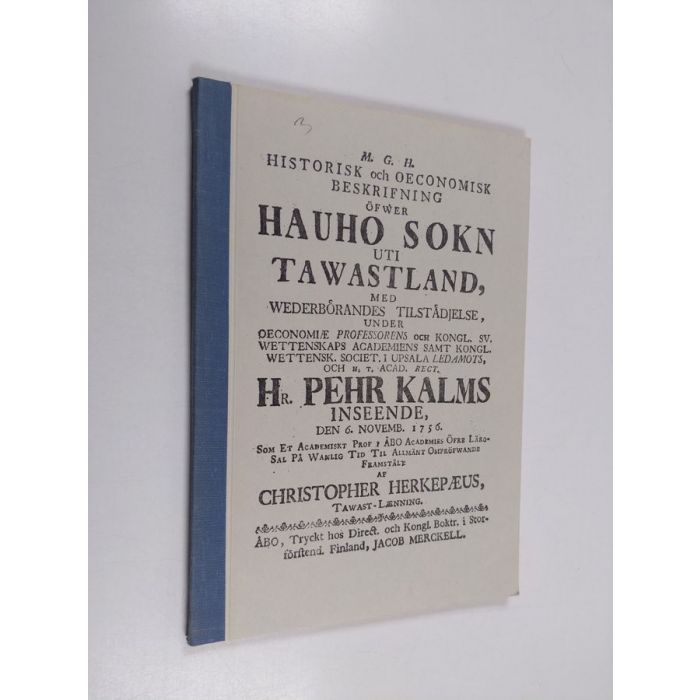 3
M. G. H.
HISTORISK och OECONOMISK
BESKRIFNING
ÖFWER
HAUHO SOKN
UTI
TAWASTLAND,
MED
WEDERBÖRANDES TILSTÅDJELSE,
UNDER
OECONOMIÆ PROFESSORENS OCH KONGL. SV.
WETTENSKAPS ACADEMIENS SAMT KONGL.
WETTENSK. SOCIET. I UPSALA LEDAMOTS,
OCH N. T. ACAD. RECT.
HR. PEHR KALMS
INSEENDE,
DEN 6. NOVEMB. 1756.
SOM ET ACADEMISKT PROF I ÅBO ACADEMIES ÖFRE LÄRO-
SAL PÅ WANLIG TID TIL ALLMÄNT OMPRÖFWANDE
FRAMSTÅLT
AF
CHRISTOPHER HERKEPÆUS,
TAWAST-LÆNNING.
ÅBO, Tryckt hos Direct. och Kongl. Boktr. i Stor-
förstend. Finland, JACOB MERCKELL.